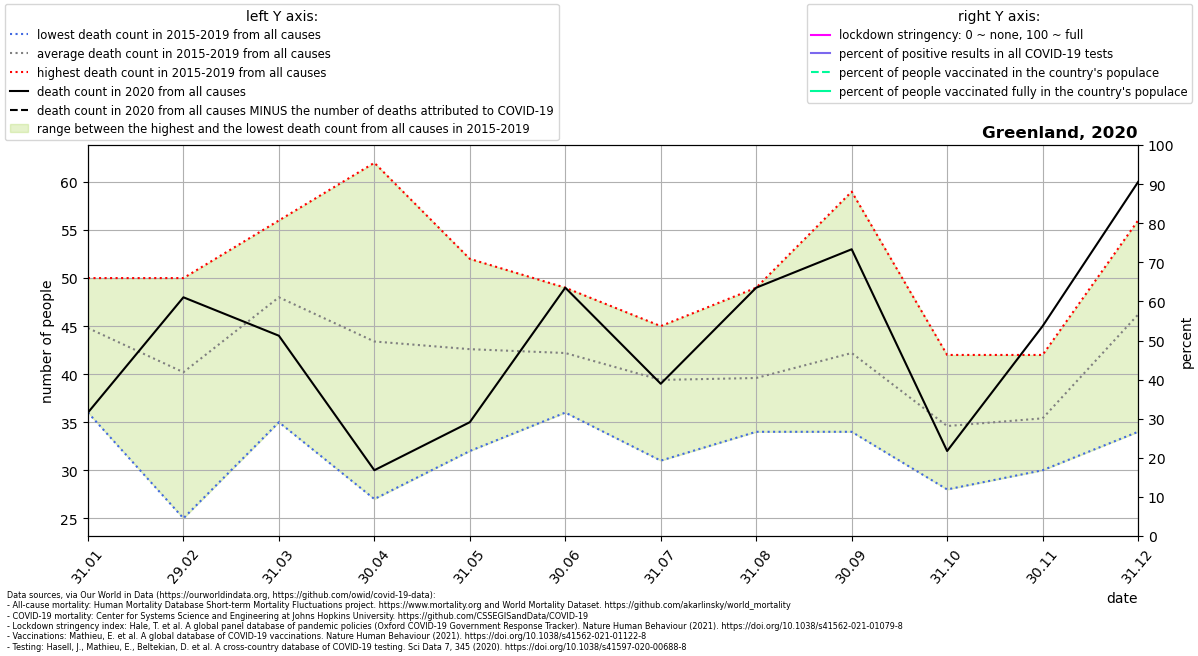 left Y axis:
lowest death count in 2015-2019 from all causes
average death count in 2015-2019 from all causes
highest death count in 2015-2019 from all causes
death count in 2020 from all causes
death count in 2020 from all causes MINUS the number of deaths attributed to COVID-19
range between the highest and the lowest death count from all causes in 2015-2019
right Y axis:
lockdown stringency: 0 ~ none, 100 ~ full
percent of positive results in all COVID-19 tests
percent of people vaccinated in the country's populace
percent of people vaccinated fully in the country's populace
Greenland, 2020
number of people
60
55
50
45
40
35
30
25
100
90
80
70
60
50
40
30
20
10
0
percent
31.01
29.02
31.03
30.04
31.05
30.06
31.07
31.08
30.09
31.10
30.11
31.12
date
Data sources, via Our World in Data (https://ourworldindata.org, https://github.com/owid/covid-19-data):
- All-cause mortality: Human Mortality Database Short-term Mortality Fluctuations project. https://www.mortality.org and World Mortality Dataset. https://github.com/akarlinsky/world_mortality
- COVID-19 mortality: Center for Systems Science and Engineering at Johns Hopkins University. https://github.com/CSSEGISandData/COVID-19
- Lockdown stringency index: Hale, T. et al. A global panel database of pandemic policies (Oxford COVID-19 Government Response Tracker). Nature Human Behaviour (2021). https://doi.org/10.1038/s41562-021-01079-8
- Vaccinations: Mathieu, E. et al. A global database of COVID-19 vaccinations. Nature Human Behaviour (2021). https://doi.org/10.1038/s41562-021-01122-8
- Testing: Hasell, J., Mathieu, E., Beltekian, D. et al. A cross-country database of COVID-19 testing. Sci Data 7, 345 (2020). https://doi.org/10.1038/s41597-020-00688-8